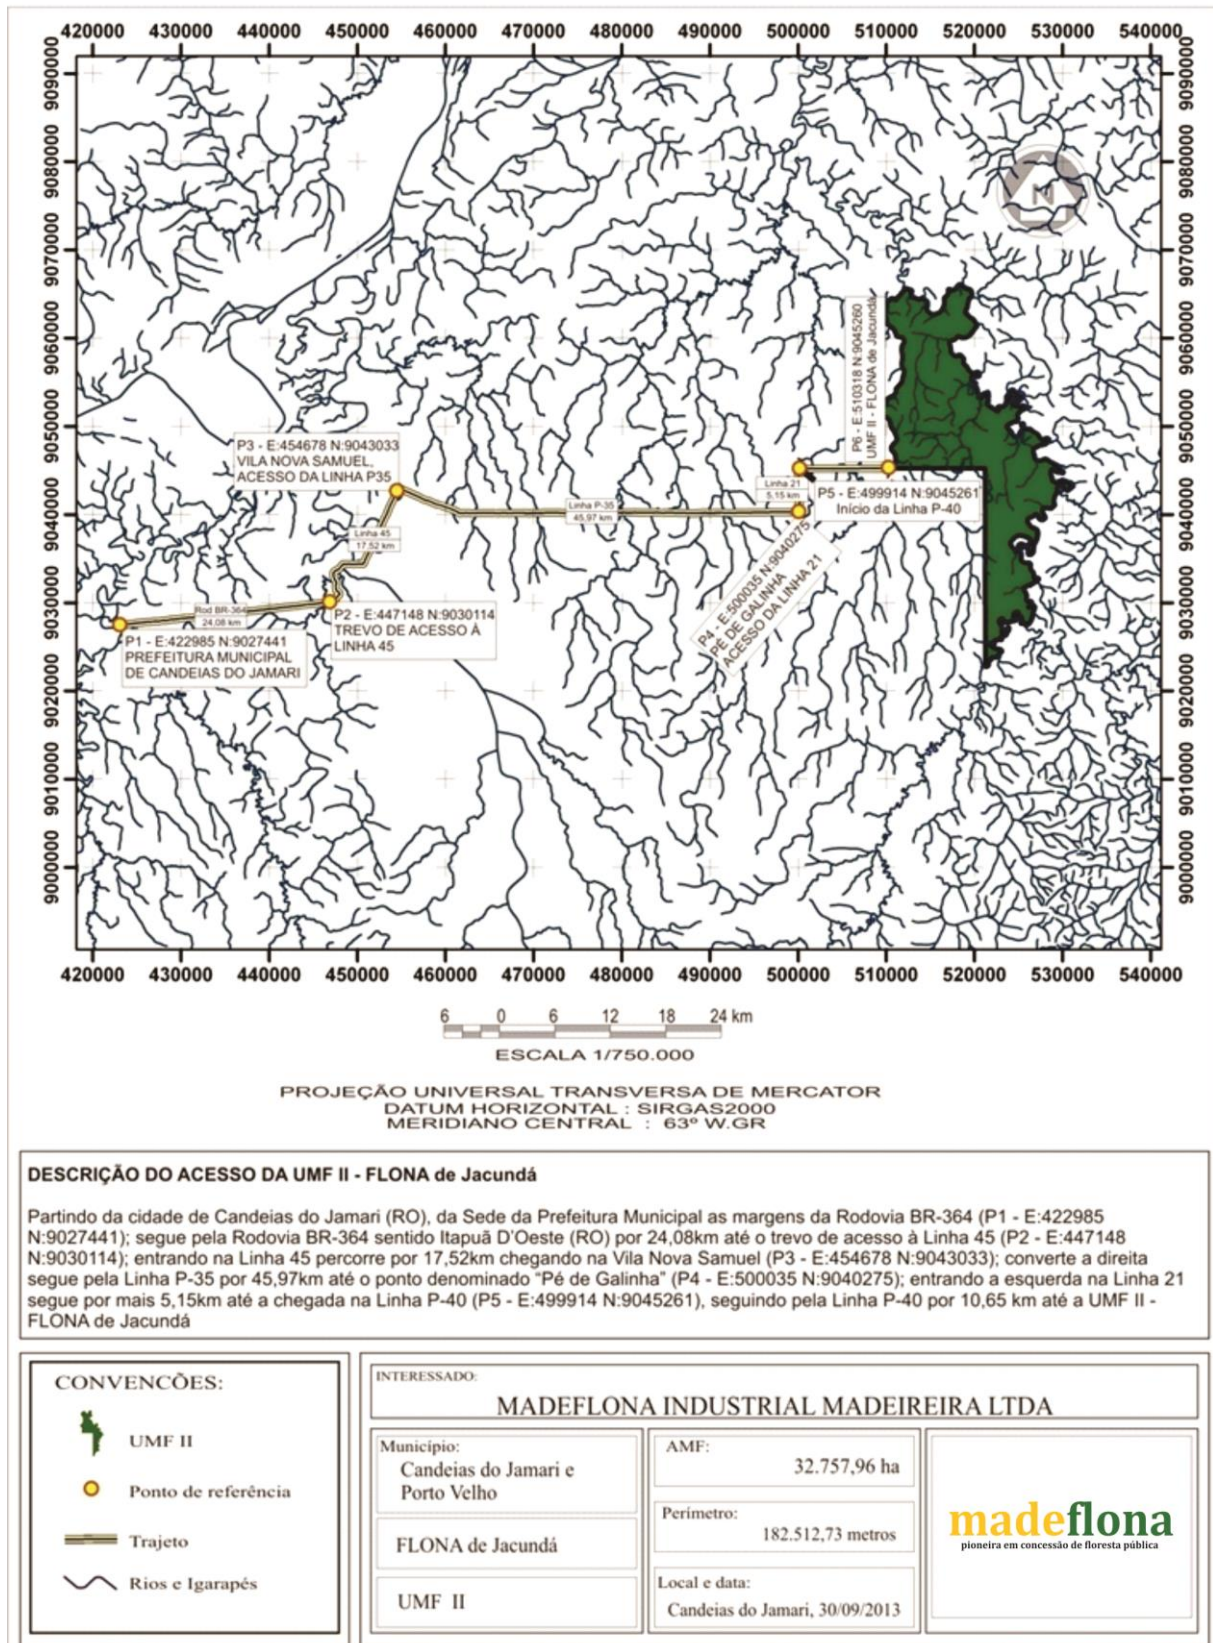 420000 430000 440000 450000 460000 470000 480000 490000 500000 510000 520000 530000 540000
9090000
9080000
9070000
9060000
9050000
9040000
9030000
9020000
9010000
9000000
9090000
9080000
9070000
9060000
9050000
9040000
9030000
9020000
9010000
9000000
N
P6 - E:510318 N:9045260
UMF II - FLONA de Jacundá
P3 - E:454678 N:9043033
VILA NOVA SAMUEL,
ACESSO DA LINHA P35
Linha 21
5,15 km
P5 - E:499914 N:9045261
Início da Linha P-40
Linha P-35
45,97 km
Linha 45
17,52 km
P4 - E:500035 N:9040275
PÉ DE GALINHA
ACESSO DA LINHA 21
Rod BR-364
24,08 km
P2 - E:447148 N:9030114
TREVO DE ACESSO À
LINHA 45
P1 - E:422985 N:9027441
PREFEITURA MUNICIPAL
DE CANDEIAS DO JAMARI
420000 430000 440000 450000 460000 470000 480000 490000 500000 510000 520000 530000 540000
6 0 6 12 18 24 km
ESCALA 1/750.000
PROJEÇÃO UNIVERSAL TRANSVERSA DE MERCATOR
DATUM HORIZONTAL : SIRGAS2000
MERIDIANO CENTRAL : 63º W.GR
DESCRIÇÃO DO ACESSO DA UMF II - FLONA de Jacundá
Partindo da cidade de Candeias do Jamari (RO), da Sede da Prefeitura Municipal as margens da Rodovia BR-364 (P1 - E:422985
N:9027441); segue pela Rodovia BR-364 sentido Itapuã D'Oeste (RO) por 24,08km até o trevo de acesso à Linha 45 (P2 - E:447148
N:9030114); entrando na Linha 45 percorre por 17,52km chegando na Vila Nova Samuel (P3 - E:454678 N:9043033); converte a direita
segue pela Linha P-35 por 45,97km até o ponto denominado “Pé de Galinha” (P4 - E:500035 N:9040275); entrando a esquerda na Linha 21
segue por mais 5,15km até a chegada na Linha P-40 (P5 - E:499914 N:9045261), seguindo pela Linha P-40 por 10,65 km até a UMF II -
FLONA de Jacundá
CONVENCÕES:
UMF II
Ponto de referência
Trajeto
Rios e Igarapés
INTERESSADO:
MADEFLONA INDUSTRIAL MADEIREIRA LTDA
Município:
Candeias do Jamari e
Porto Velho
FLONA de Jacundá
UMF II
AMF:
32.757,96 ha
Perímetro:
182.512,73 metros
Local e data:
Candeias do Jamari, 30/09/2013
madeflona
pioneira em concessão de floresta pública